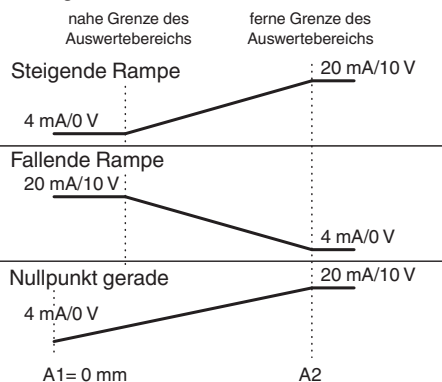 nahe Grenze des
Auswertebereichs
ferne Grenze des
Auswertebereichs
Steigende Rampe
20 mA/10 V
4 mA/0 V
Fallende Rampe
20 mA/10 V
4 mA/0 V
Nullpunkt gerade
20 mA/10 V
4 mA/0 V
A1= 0 mm
A2